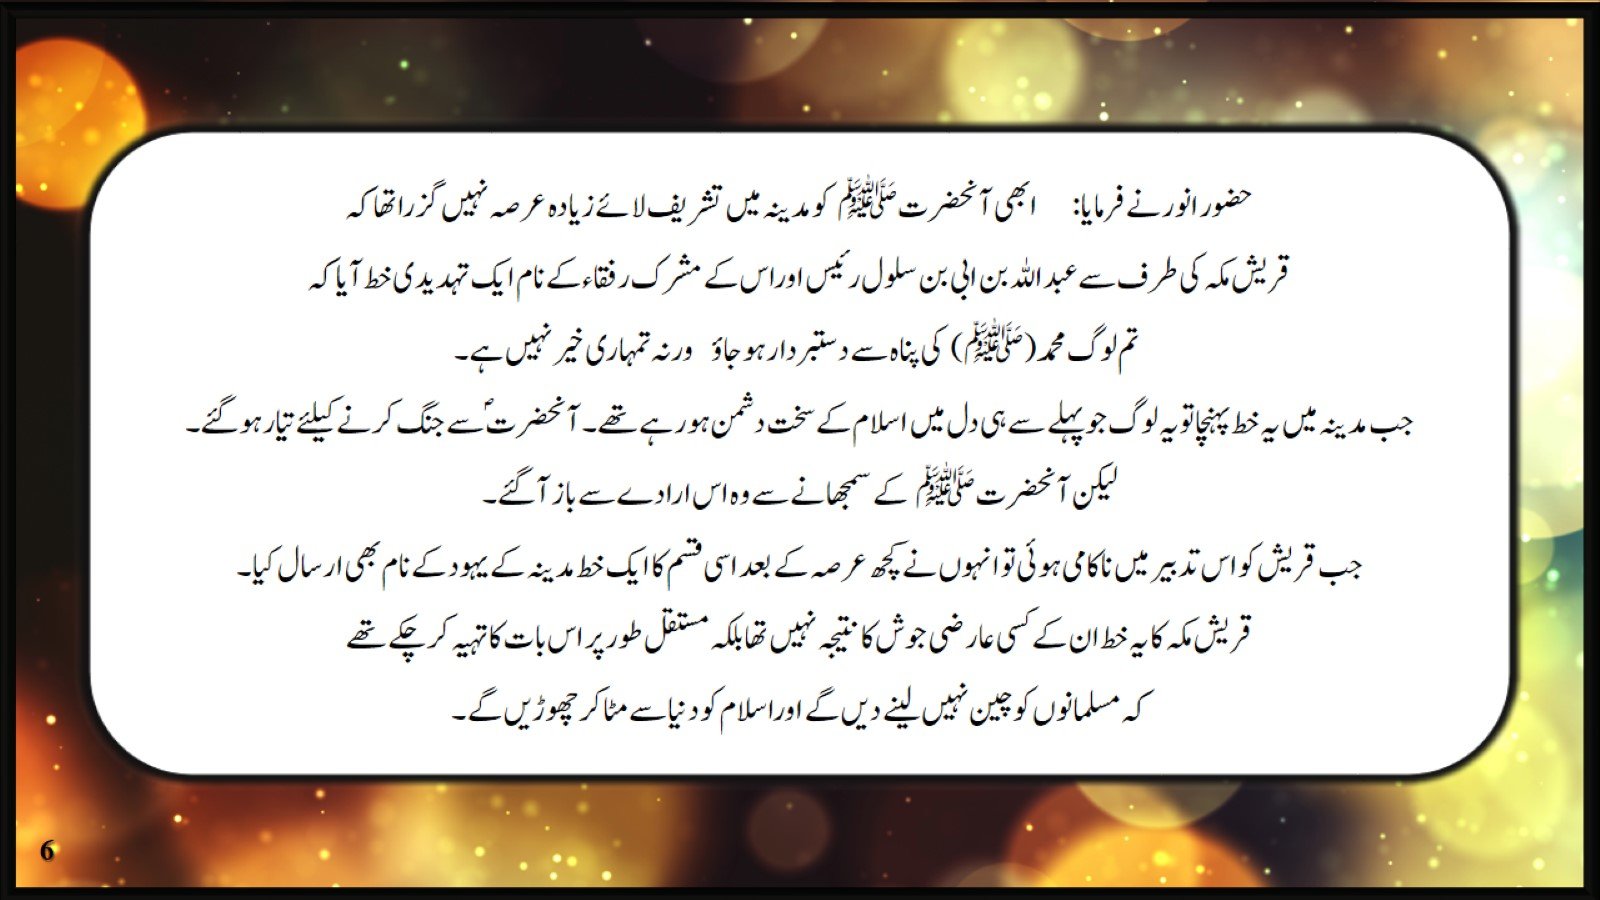 حضور انور نے فرمایا: ابھی آنحضرت ﷺ کو مدینہ میں تشریف لائے زیادہ عرصہ نہیں گزرا تھا کہ
قریش مکہ کی طرف سے عبد اللہ بن ابی بن سلول رئیس اور اس کے مشرک رفقاء کے نام ایک تہدیدی خط آیا کہ
تم لوگ محمد (ﷺ) کی پناہ سے دستبردار ہو جاؤ ورنہ تمہاری خیر نہیں ہے۔
جب مدینہ میں یہ خط پہنچا تو یہ لوگ جو پہلے سے ہی دل میں اسلام کے سخت دشمن ہو رہے تھے۔ آنحضرت ؐ سے جنگ کرنے کیلئے تیار ہو گئے۔
لیکن آنحضرت ﷺ کے سمجھانے سے وہ اس ارادے سے باز آ گئے۔
جب قریش کو اس تدبیر میں ناکامی ہوئی تو انہوں نے کچھ عرصہ کے بعد اسی قسم کا ایک خط مدینہ کے یہود کے نام بھی ارسال کیا۔
قریش مکہ کا یہ خط ان کے کسی عارضی جوش کا نتیجہ نہیں تھا بلکہ مستقل طور پر اس بات کا تہیہ کر چکے تھے
کہ مسلمانوں کو چین نہیں لینے دیں گے اور اسلام کو دنیا سے مٹا کر چھوڑیں گے۔
6